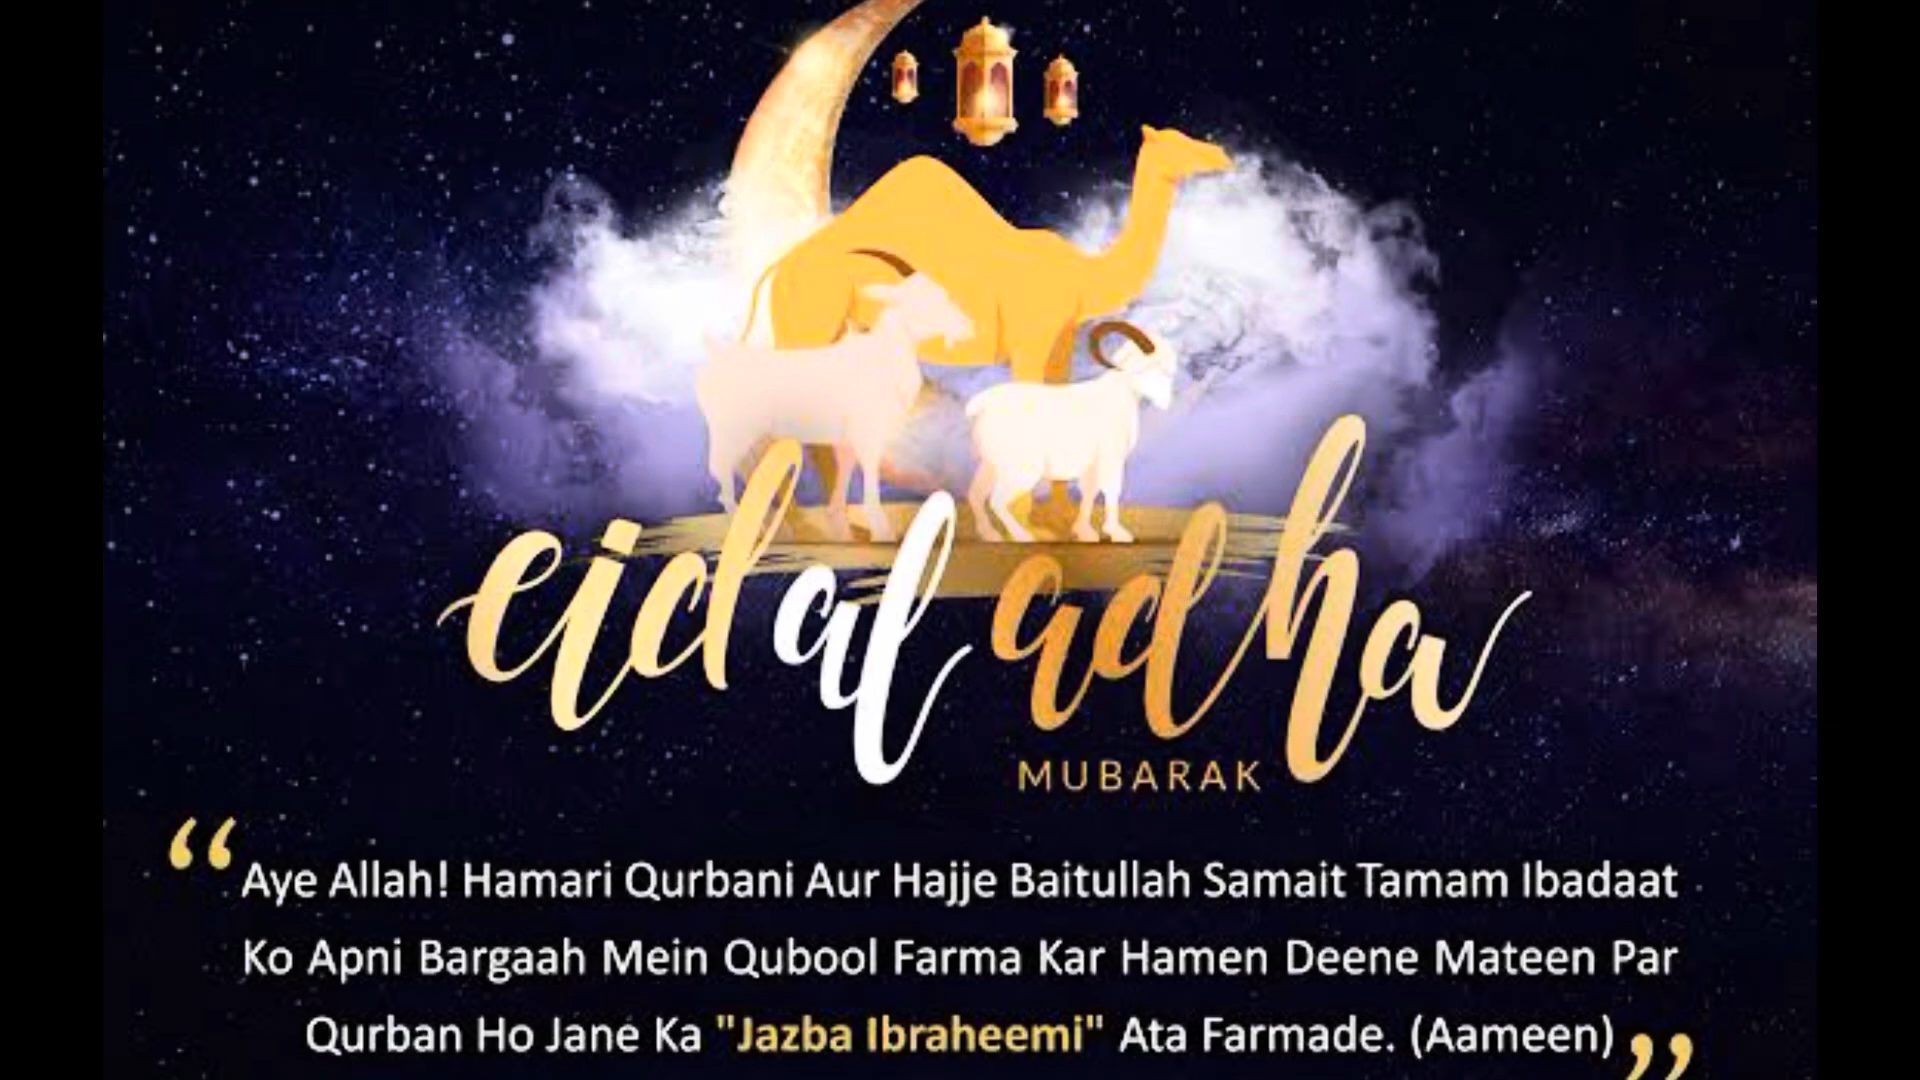 eid al adha
MUBARAK
“Aye Allah! Hamari Qurbani Aur Hajje Baitullah Samait Tamam Ibadaat
Ko Apni Bargaah Mein Qubool Farma Kar Hamen Deene Mateen Par
Qurban Ho Jane Ka "Jazba Ibraheemi" Ata Farmade. (Aameen)”